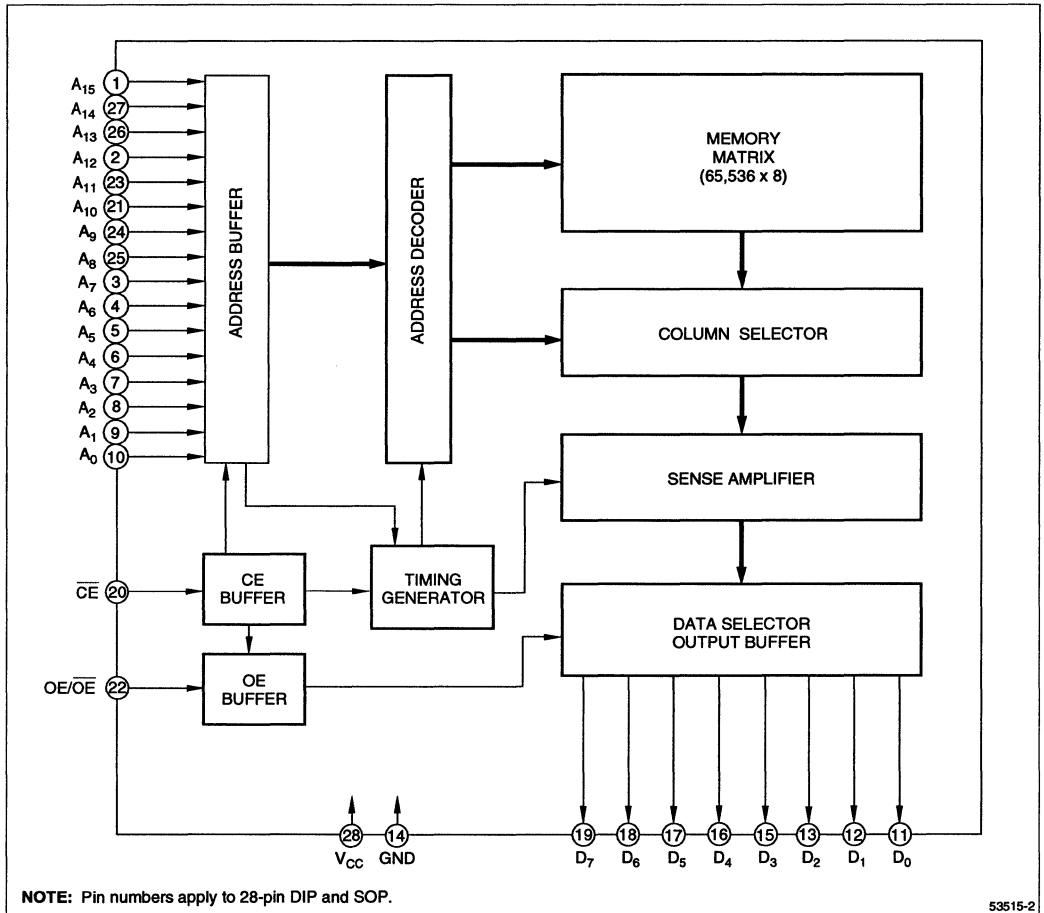 A15 1
A14 27
A13 26
A12 2
A11 23
A10 21
A9 24
A8 25
A7 3
A6 4
A5 5
A4 6
A3 7
A2 8
A1 9
A0 10
ADDRESS BUFFER
ADDRESS DECODER
MEMORY
MATRIX
(65,536 x 8)
COLUMN SELECTOR
SENSE AMPLIFIER
C̅E̅ 20
CE
BUFFER
TIMING
GENERATOR
DATA SELECTOR
OUTPUT BUFFER
OE/O̅E̅ 22
OE
BUFFER
28 14 19 18 17 16 15 13 12 11
VCC GND D7 D6 D5 D4 D3 D2 D1 D0
NOTE: Pin numbers apply to 28-pin DIP and SOP.
53515-2